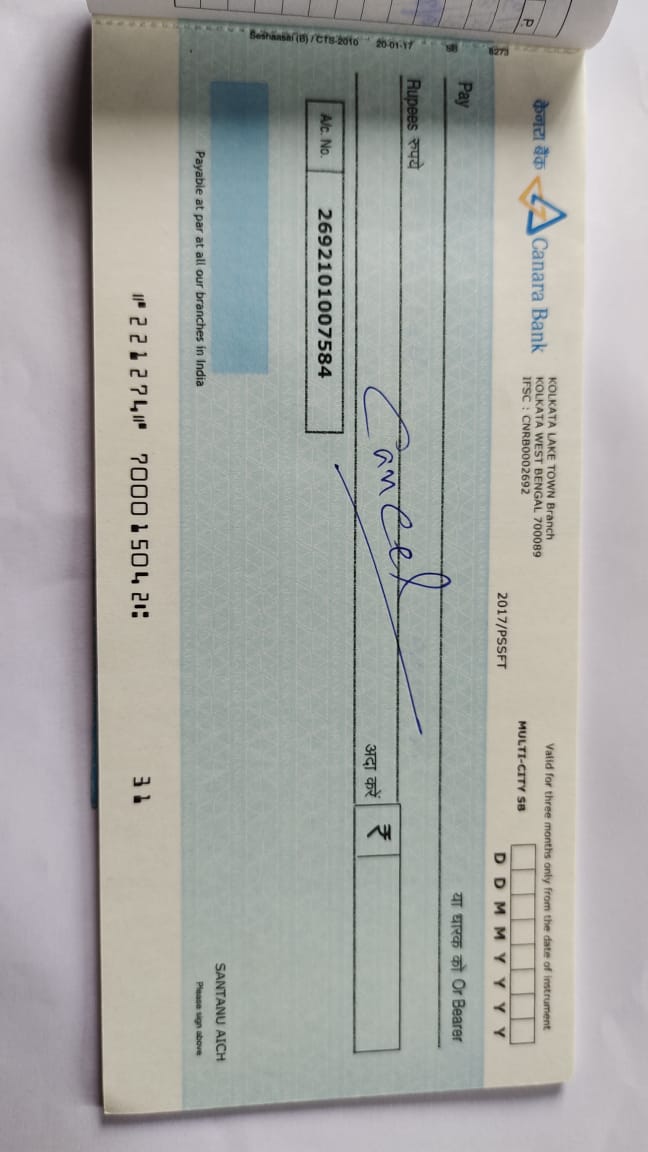 P.
Seshaasai (B) / CTS-2010 20-01-17 SB 8273
केनरा बैंक Canara Bank
KOLKATA LAKE TOWN Branch
KOLKATA WEST BENGAL 700089
IFSC : CNRB0002692
2017/PSSFT
Valid for three months only from the date of instrument
MULTI-CITY SB
D D M M Y Y Y Y
Pay
या धारक को Or Bearer
Rupees रुपये
Cancel
अदा करें ₹
A/c. No. 2692101007584
SANTANU AICH
Please sign above
Payable at par at all our branches in India
⑈221274⑈ 700015042⑆ 31